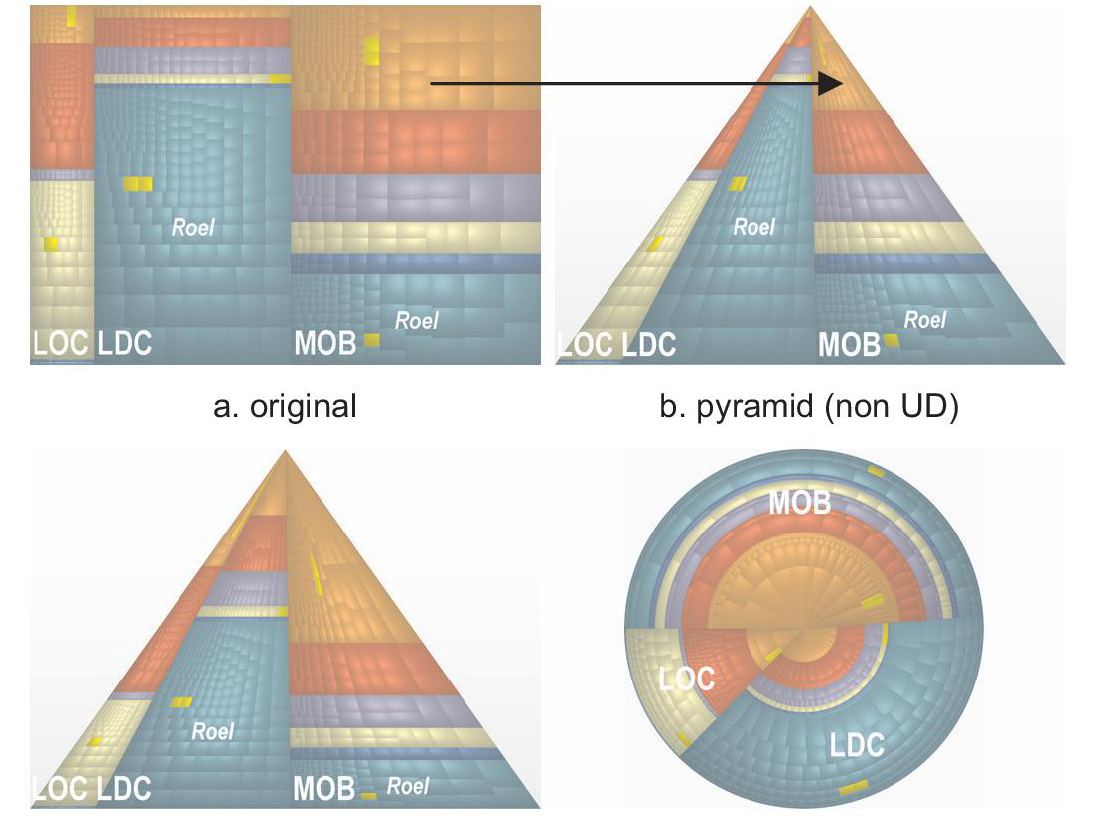 Roel
Roel
LOC LDC MOB
Roel
Roel
LOC LDC MOB
a. original
b. pyramid (non UD)
Roel
LOC LDC MOB Roel
MOB
LOC
LDC